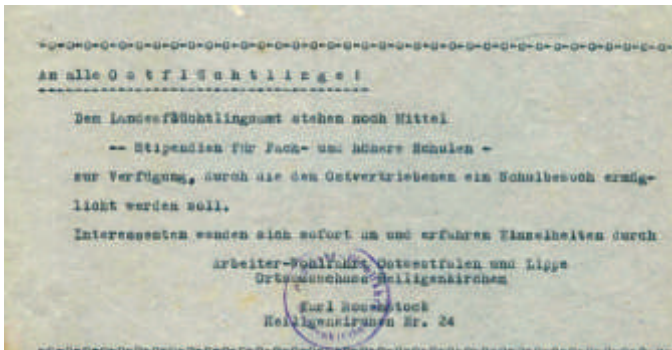 An alle Ostflüchtlinge!
Dem Landesflüchtlingsamt stehen noch Mittel
-- Stipendien für Fach- und höhere Schulen -
zur Verfügung, durch die den Ostvertriebenen ein Schulbesuch ermög-
licht werden soll.
Interessenten wenden sich sofort an und erfahren Einzelheiten durch
Arbeiter-Wohlfahrt Ostwestfalen und Lippe
Ortsausschuss Heiligenkirchen
Karl Rosenstock
Heiligenkirchen Nr. 24